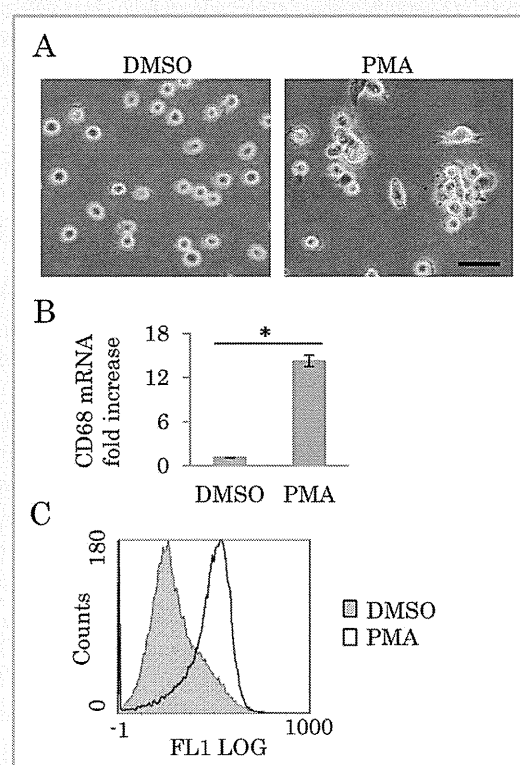 A
DMSO PMA
B
CD68 mRNA
fold increase
18
12
6
0
*
DMSO PMA
C
Counts
180
0
-1 1000
FL1 LOG
DMSO
PMA